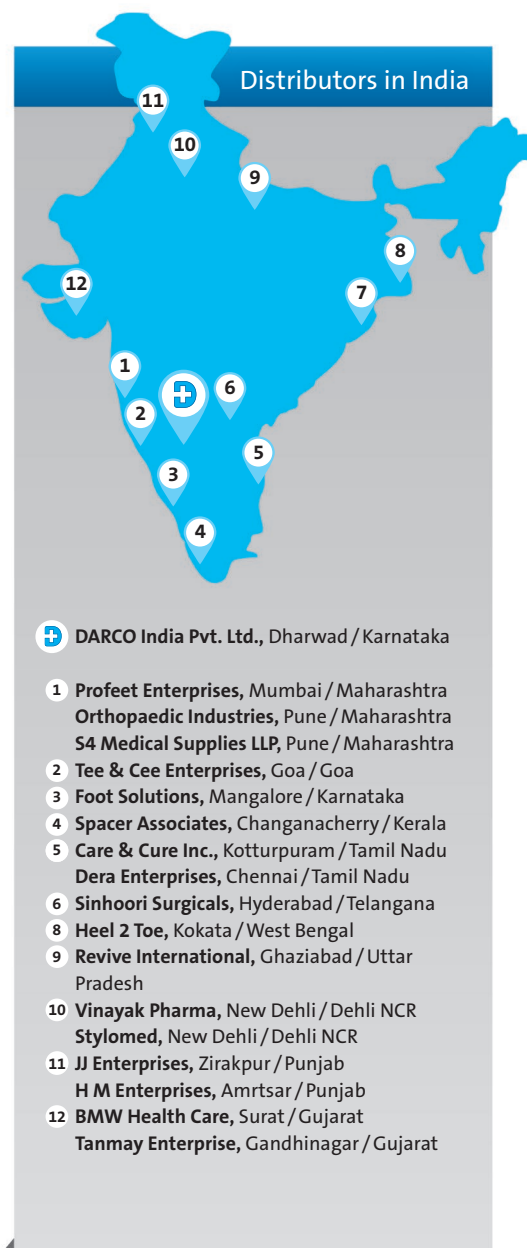 Distributors in India
11
10
9
8
12
7
1
D
6
2
5
3
4
D DARCO India Pvt. Ltd., Dharwad / Karnataka
1 Profeet Enterprises, Mumbai / Maharashtra
Orthopaedic Industries, Pune / Maharashtra
S4 Medical Supplies LLP, Pune / Maharashtra
2 Tee & Cee Enterprises, Goa / Goa
3 Foot Solutions, Mangalore / Karnataka
4 Spacer Associates, Changanacherry / Kerala
5 Care & Cure Inc., Kotturpuram / Tamil Nadu
Dera Enterprises, Chennai / Tamil Nadu
6 Sinhoori Surgicals, Hyderabad / Telangana
8 Heel 2 Toe, Kokata / West Bengal
9 Revive International, Ghaziabad / Uttar
Pradesh
10 Vinayak Pharma, New Dehli / Dehli NCR
Stylomed, New Dehli / Dehli NCR
11 JJ Enterprises, Zirakpur / Punjab
H M Enterprises, Amrtsar / Punjab
12 BMW Health Care, Surat / Gujarat
Tanmay Enterprise, Gandhinagar / Gujarat